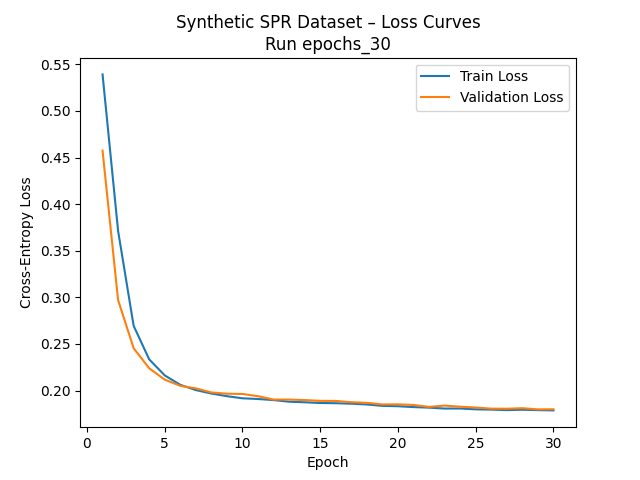 Synthetic SPR Dataset – Loss Curves
Run epochs_30
Train Loss
Validation Loss
Cross-Entropy Loss
0.55
0.50
0.45
0.40
0.35
0.30
0.25
0.20
0 5 10 15 20 25 30
Epoch